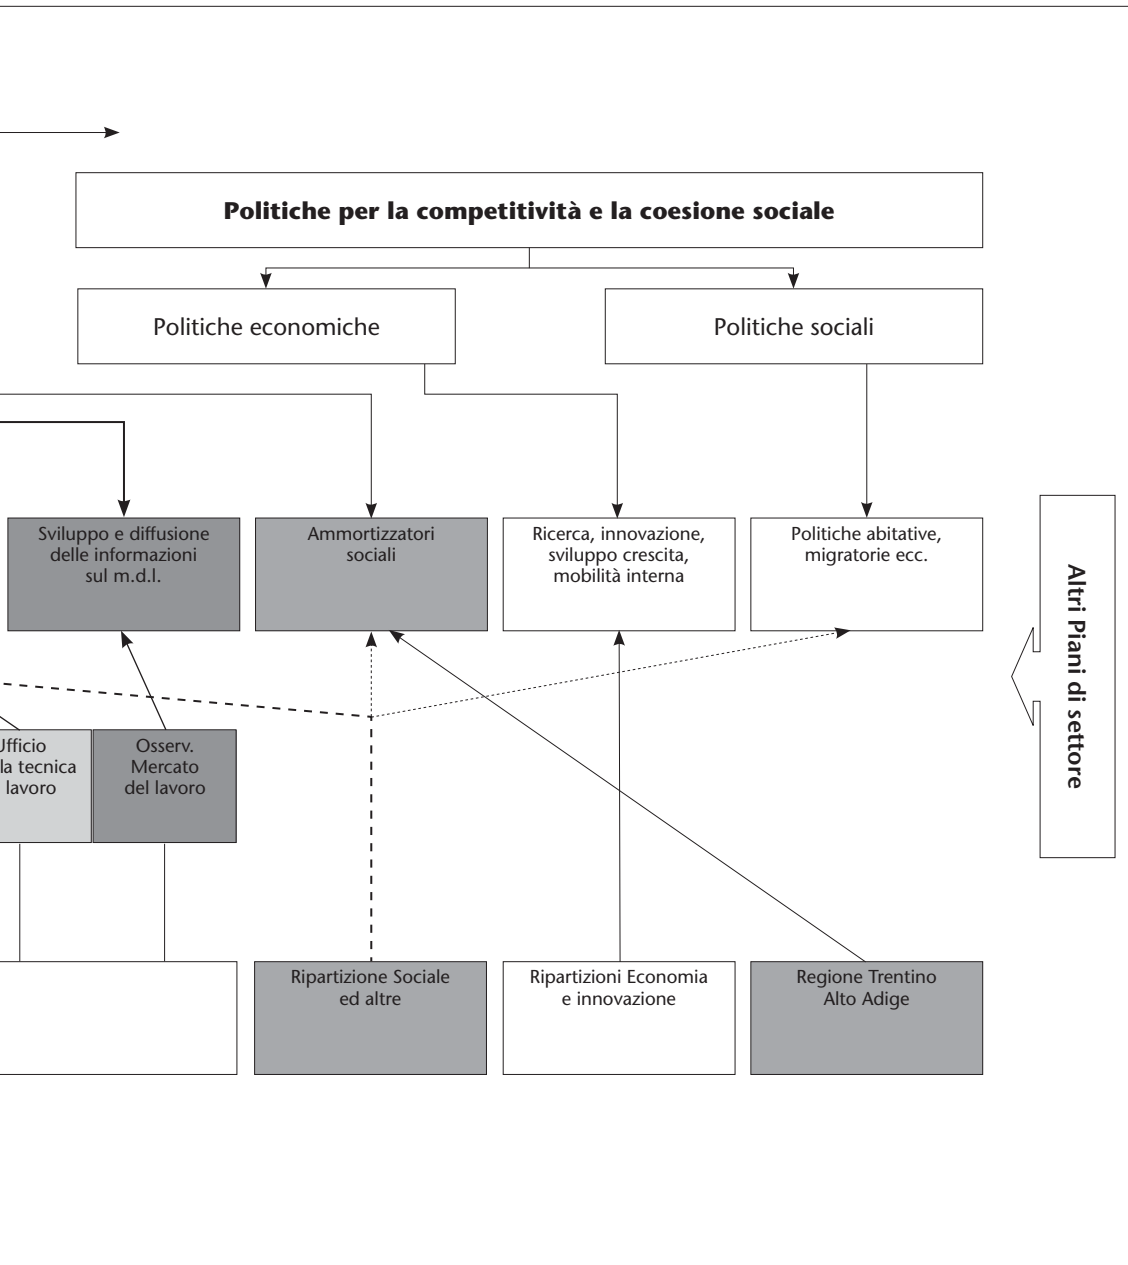 Politiche per la competitività e la coesione sociale
Politiche economiche
Politiche sociali
Sviluppo e diffusione
delle informazioni
sul m.d.l.
Ammortizzatori
sociali
Ricerca, innovazione,
sviluppo crescita,
mobilità interna
Politiche abitative,
migratorie ecc.
Altri Piani di settore
Ufficio
la tecnica
lavoro
Osserv.
Mercato
del lavoro
Ripartizione Sociale
ed altre
Ripartizioni Economia
e innovazione
Regione Trentino
Alto Adige